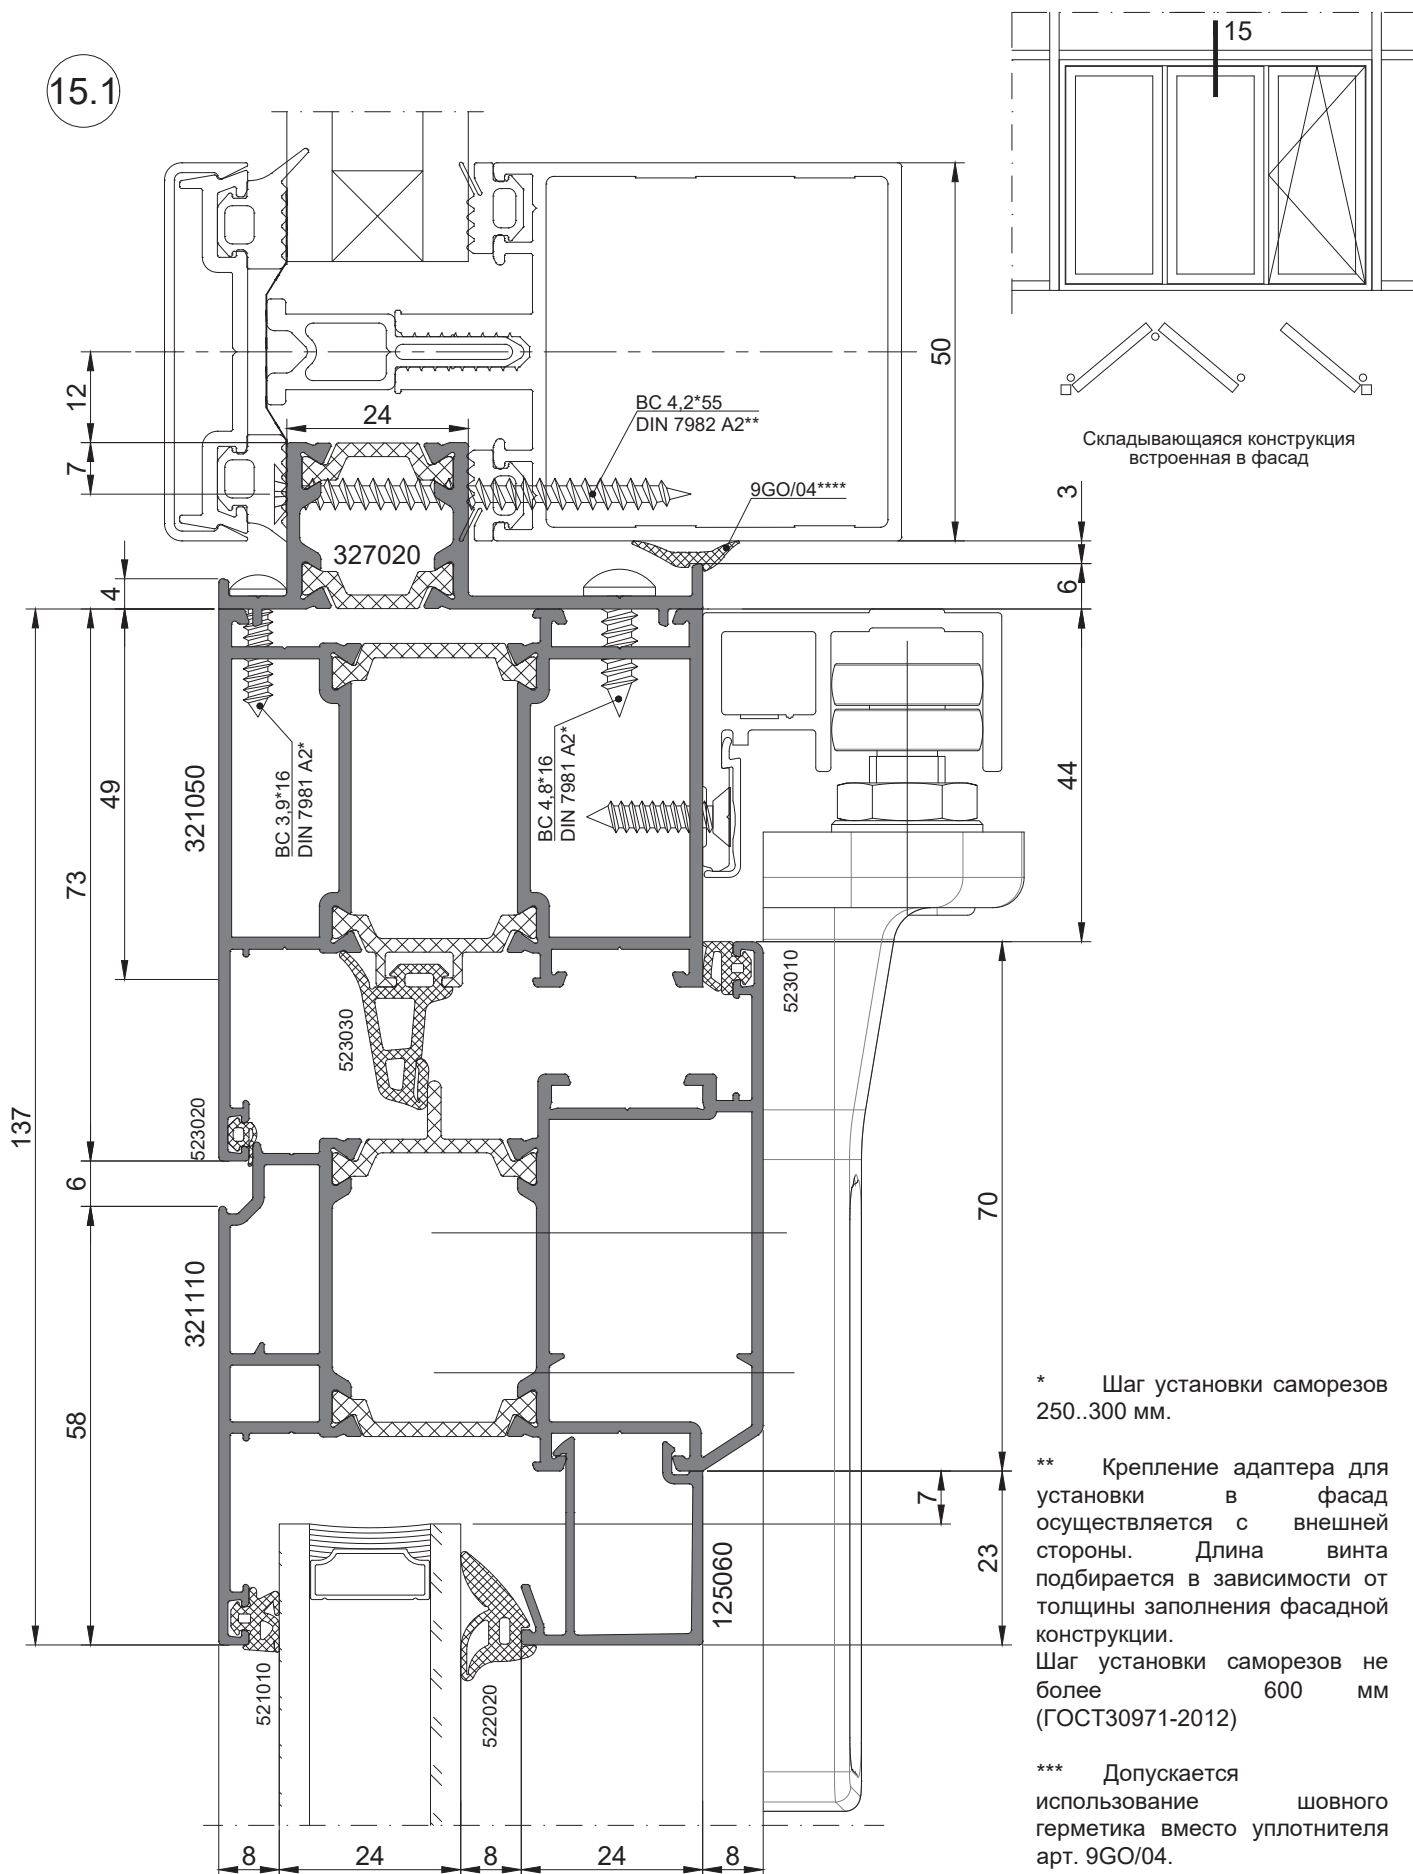 15.1
15
Складывающаяся конструкция
встроенная в фасад
50
12
24
BC 4,2*55
DIN 7982 A2**
7
9GO/04****
3
327020
4
6
321050
49
73
BC 3,9*16
DIN 7981 A2*
BC 4,8*16
DIN 7981 A2*
44
523010
523030
523020
137
6
70
321110
58
7
23
125060
521010
522020
8
24
8
24
8
* Шаг установки саморезов
250..300 мм.
** Крепление адаптера для
установки в фасад
осуществляется с внешней
стороны. Длина винта
подбирается в зависимости от
толщины заполнения фасадной
конструкции.
Шаг установки саморезов не
более 600 мм
(ГОСТ30971-2012)
*** Допускается
использование шовного
герметика вместо уплотнителя
арт. 9GO/04.